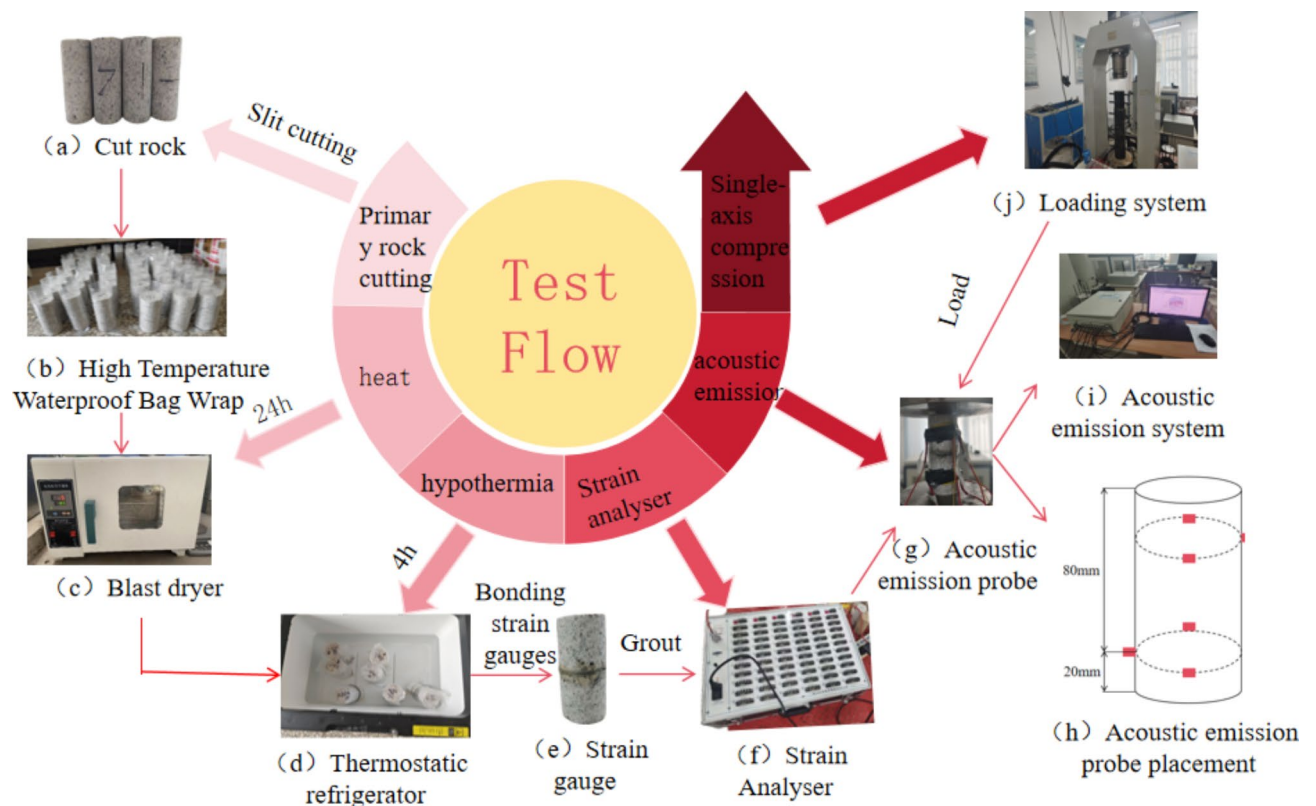 Slit cutting
(a) Cut rock
(b) High Temperature
Waterproof Bag Wrap
24h
(c) Blast dryer
4h
(d) Thermostatic
refrigerator
Bonding
strain
gauges
(e) Strain
gauge
Grout
(f) Strain
Analyser
Test
Flow
Primar
y rock
cutting
heat
hypothermia
Strain
analyser
acoustic
emission
Single-
axis
compre
ssion
(j) Loading system
Load
(i) Acoustic
emission system
(g) Acoustic
emission probe
80mm
20mm
(h) Acoustic emission
probe placement
7
1